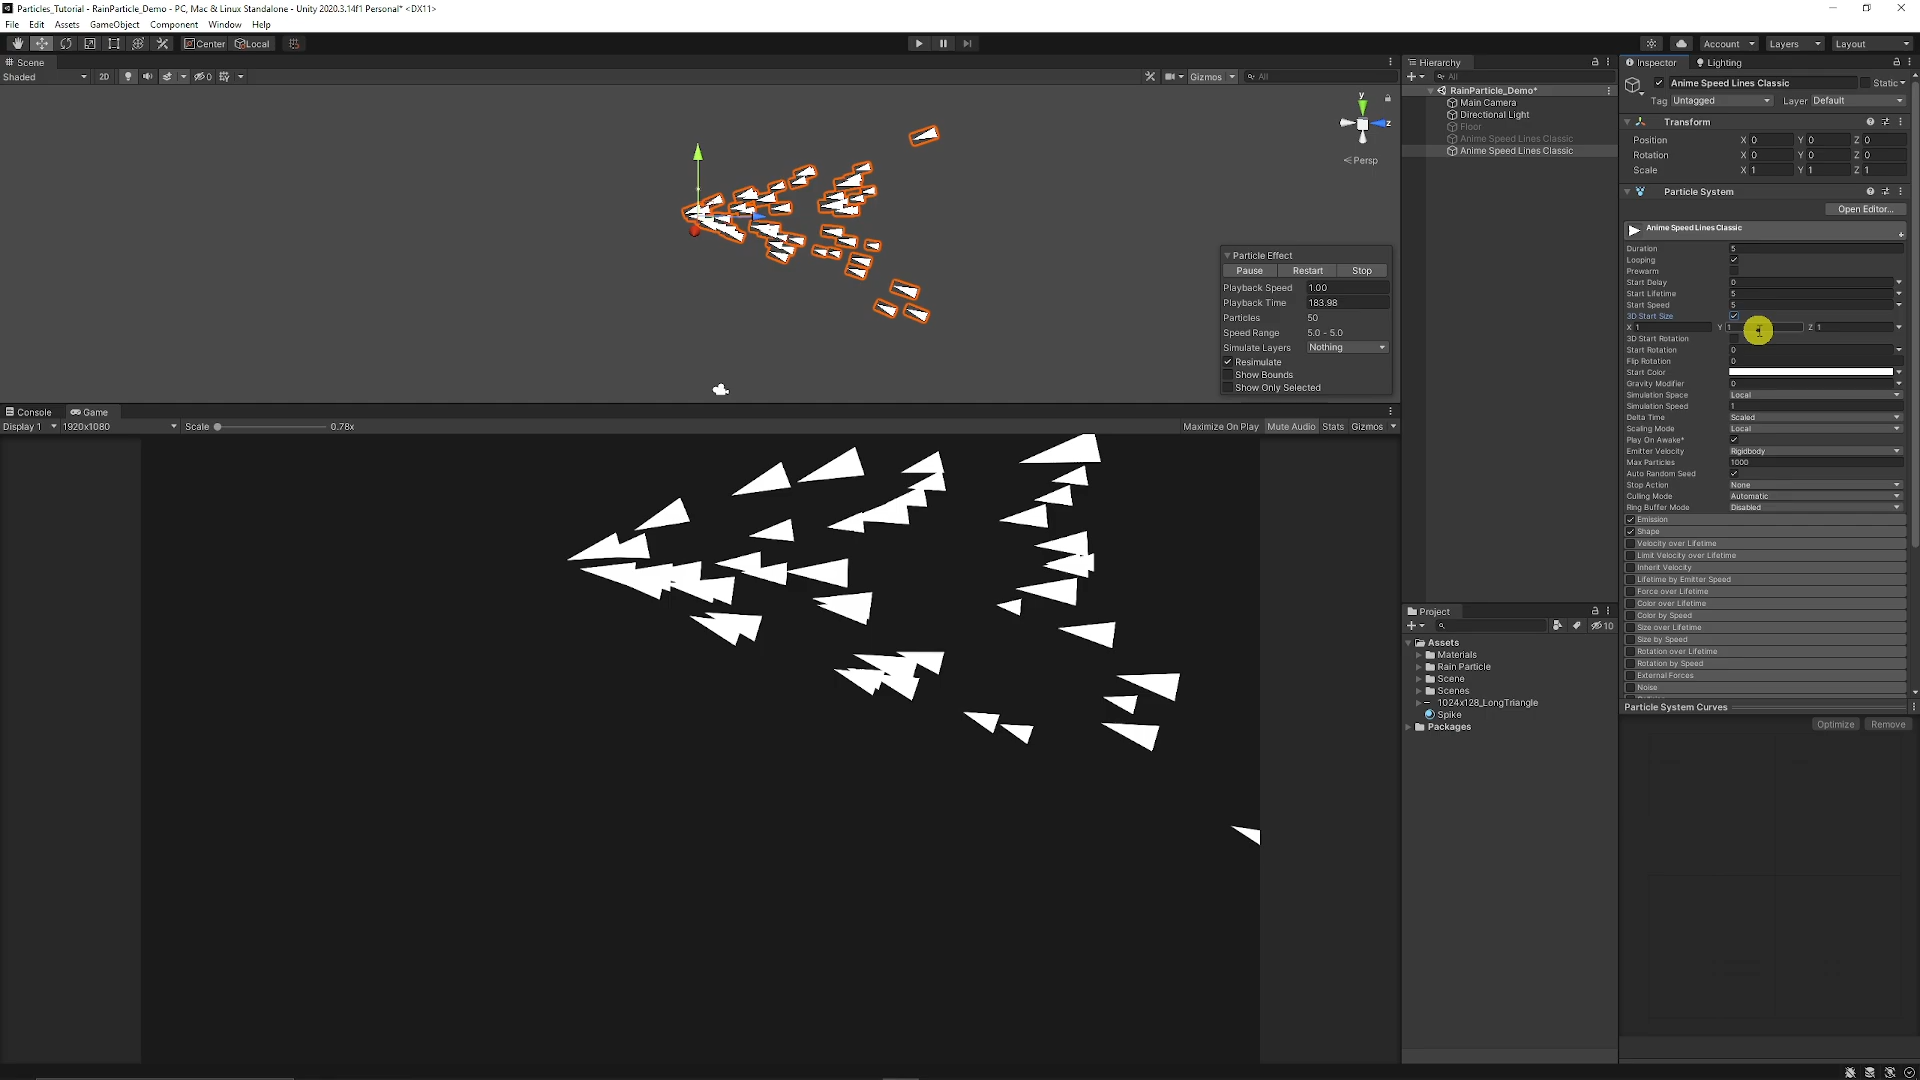 Particles_Tutorial - RainParticle_Demo - PC, Mac & Linux Standalone - Unity 2020.3.14f1 Personal* <DX11>
File Edit Assets GameObject Component Window Help
Center Local
Account Layers Layout
Scene
Shaded 2D 0 Gizmos All
y
z
Persp
Particle Effect
Pause Restart Stop
Playback Speed 1.00
Playback Time 183.98
Particles 50
Speed Range 5.0 - 5.0
Simulate Layers Nothing
Resimulate
Show Bounds
Show Only Selected
Console Game
Display 1 1920x1080 Scale 0.78x Maximize On Play Mute Audio Stats Gizmos
Hierarchy
All
RainParticle_Demo*
Main Camera
Directional Light
Floor
Anime Speed Lines Classic
Anime Speed Lines Classic
Project
10
Assets
Materials
Rain Particle
Scene
Scenes
1024x128_LongTriangle
Spike
Packages
Inspector Lighting
Anime Speed Lines Classic Static
Tag Untagged Layer Default
Transform
Position X 0 Y 0 Z 0
Rotation X 0 Y 0 Z 0
Scale X 1 Y 1 Z 1
Particle System
Open Editor...
Anime Speed Lines Classic
Duration 5
Looping
Prewarm
Start Delay 0
Start Lifetime 5
Start Speed 5
3D Start Size
X 1 Y 1 Z 1
3D Start Rotation
Start Rotation 0
Flip Rotation 0
Start Color
Gravity Modifier 0
Simulation Space Local
Simulation Speed 1
Delta Time Scaled
Scaling Mode Local
Play On Awake*
Emitter Velocity Rigidbody
Max Particles 1000
Auto Random Seed
Stop Action None
Culling Mode Automatic
Ring Buffer Mode Disabled
Emission
Shape
Velocity over Lifetime
Limit Velocity over Lifetime
Inherit Velocity
Lifetime by Emitter Speed
Force over Lifetime
Color over Lifetime
Color by Speed
Size over Lifetime
Size by Speed
Rotation over Lifetime
Rotation by Speed
External Forces
Noise
Particle System Curves
Optimize Remove